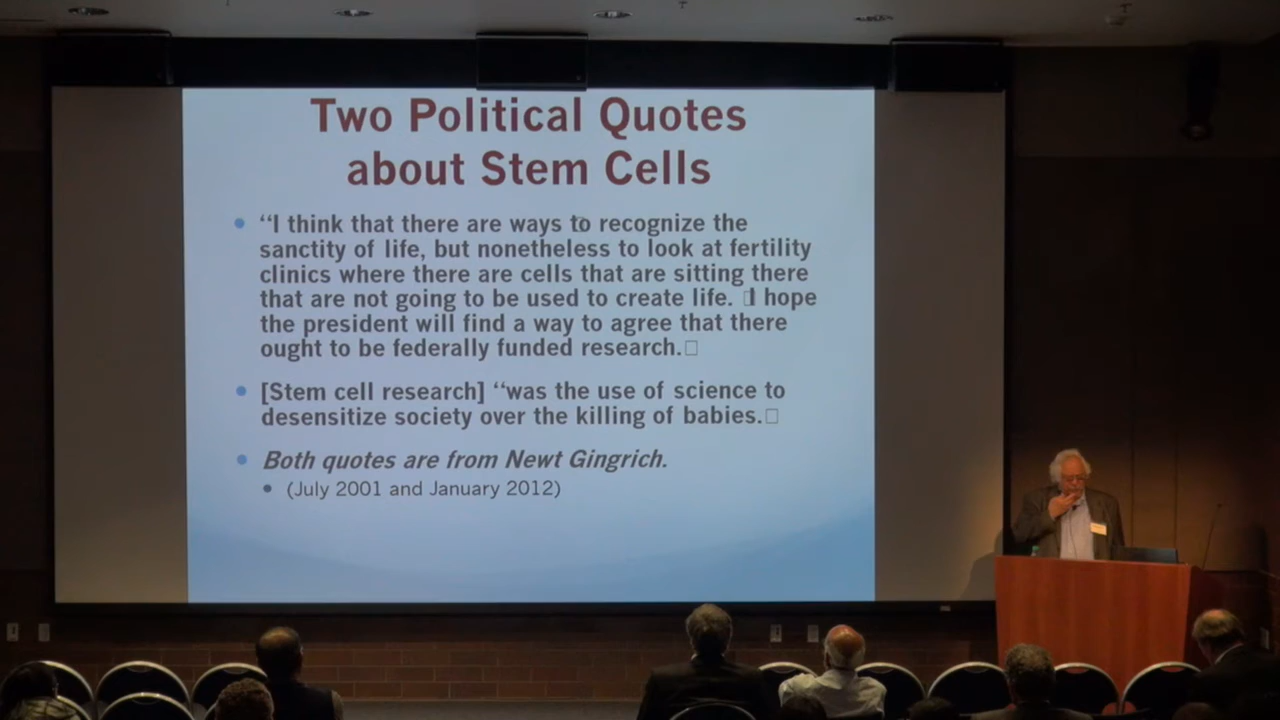 Two Political Quotes
about Stem Cells
• “I think that there are ways to recognize the
sanctity of life, but nonetheless to look at fertility
clinics where there are cells that are sitting there
that are not going to be used to create life. □I hope
the president will find a way to agree that there
ought to be federally funded research.□
• [Stem cell research] “was the use of science to
desensitize society over the killing of babies.□
• Both quotes are from Newt Gingrich.
• (July 2001 and January 2012)